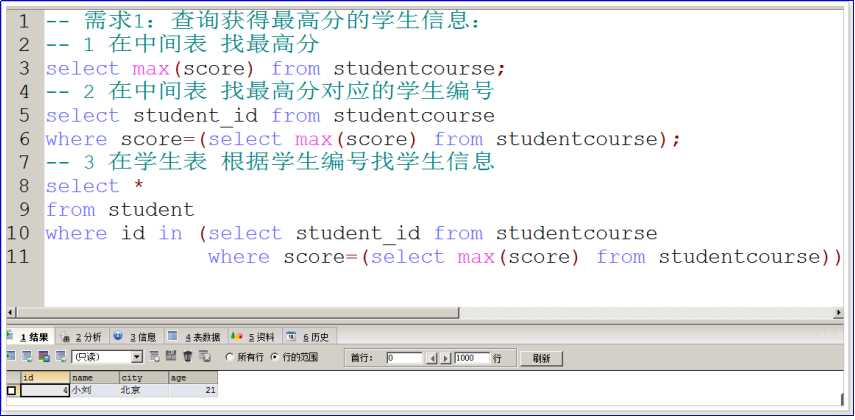 1 -- 需求1: 查询获得最高分的学生信息:
2 -- 1 在中间表 找最高分
3 select max(score) from studentcourse;
4 -- 2 在中间表 找最高分对应的学生编号
5 select student_id from studentcourse
6 where score=(select max(score) from studentcourse);
7 -- 3 在学生表 根据学生编号找学生信息
8 select *
9 from student
10 where id in (select student_id from studentcourse
11 where score=(select max(score) from studentcourse))
1 结果 2 分析 3 信息 4 表数据 5 资料 6 历史
(只读) 所有行 行的范围 首行: 0 1000 行 刷新
id name city age
4 小刘 北京 21